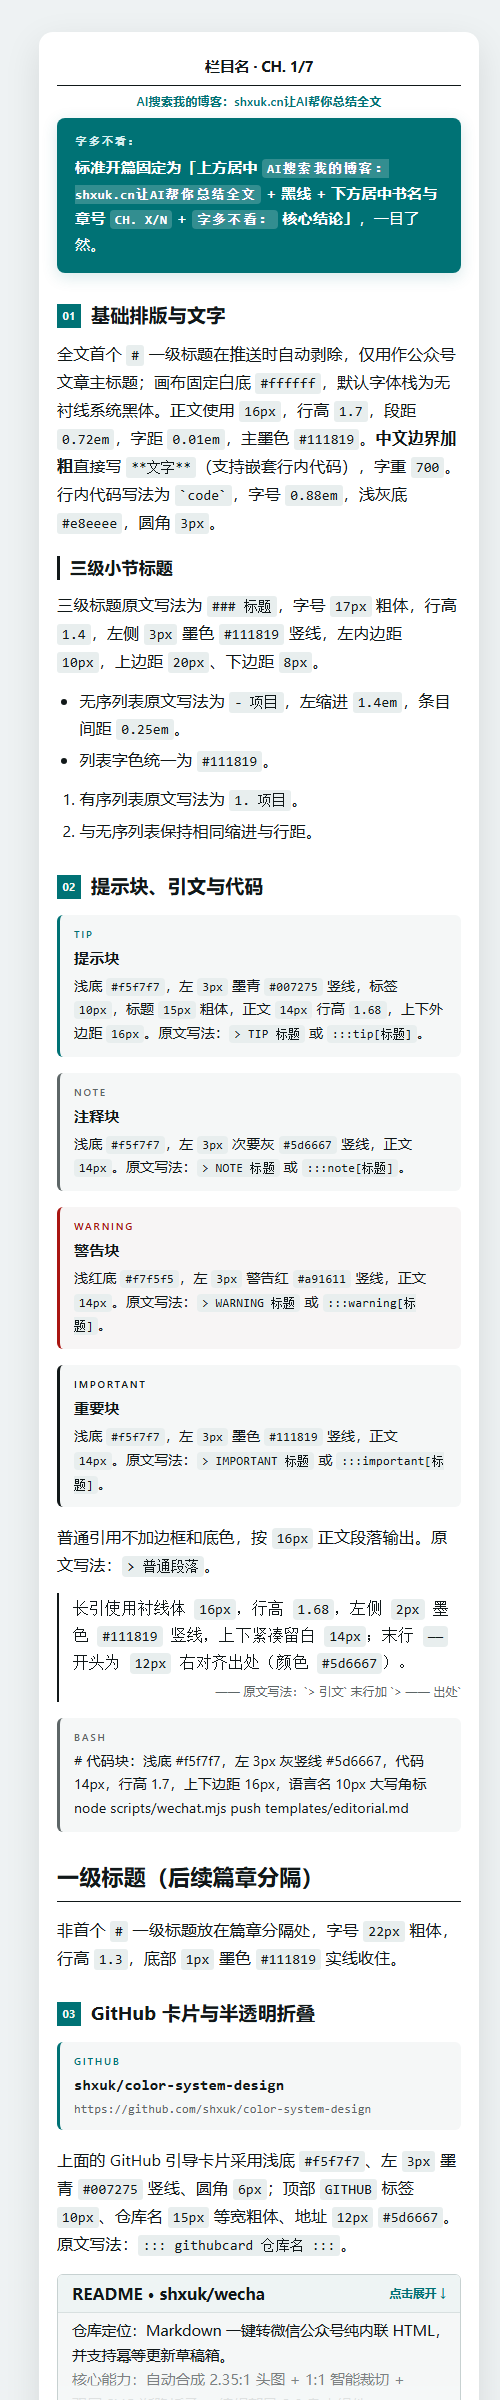 栏目名 · CH. 1/7
AI搜索我的博客：shxuk.cn让AI帮你总结全文
字多不看：
标准开篇固定为「上方居中 AI搜索我的博客：
shxuk.cn让AI帮你总结全文 + 黑线 + 下方居中书名与
章号 CH. X/N + 字多不看： 核心结论」，一目了
然。
01 基础排版与文字
全文首个 # 一级标题在推送时自动剥除，仅用作公众号
文章主标题；画布固定白底 #ffffff，默认字体栈为无
衬线系统黑体。正文使用 16px，行高 1.7，段距
0.72em，字距 0.01em，主墨色 #111819。中文边界加
粗直接写 **文字**（支持嵌套行内代码），字重 700。
行内代码写法为 `code`，字号 0.88em，浅灰底
#e8eeee，圆角 3px。
三级小节标题
三级标题原文写法为 ### 标题，字号 17px 粗体，行高
1.4，左侧 3px 墨色 #111819 竖线，左内边距
10px，上边距 20px、下边距 8px。
• 无序列表原文写法为 - 项目，左缩进 1.4em，条目
间距 0.25em。
• 列表字色统一为 #111819。
1. 有序列表原文写法为 1. 项目。
2. 与无序列表保持相同缩进与行距。
02 提示块、引文与代码
TIP
提示块
浅底 #f5f7f7，左 3px 墨青 #007275 竖线，标签
10px，标题 15px 粗体，正文 14px 行高 1.68，上下外
边距 16px。原文写法：> TIP 标题 或 :::tip[标题]。
NOTE
注释块
浅底 #f5f7f7，左 3px 次要灰 #5d6667 竖线，正文
14px。原文写法：> NOTE 标题 或 :::note[标题]。
WARNING
警告块
浅红底 #f7f5f5，左 3px 警告红 #a91611 竖线，正文
14px。原文写法：> WARNING 标题 或 :::warning[标
题]。
IMPORTANT
重要块
浅底 #f5f7f7，左 3px 墨色 #111819 竖线，正文
14px。原文写法：> IMPORTANT 标题 或 :::important[标
题]。
普通引用不加边框和底色，按 16px 正文段落输出。原
文写法：> 普通段落。
长引使用衬线体 16px，行高 1.68，左侧 2px 墨
色 #111819 竖线，上下紧凑留白 14px；末行 ——
开头为 12px 右对齐出处（颜色 #5d6667）。
—— 原文写法：`> 引文` 末行加 `> —— 出处`
BASH
# 代码块：浅底 #f5f7f7，左 3px 灰竖线 #5d6667，代码
14px，行高 1.7，上下边距 16px，语言名 10px 大写角标
node scripts/wechat.mjs push templates/editorial.md
一级标题（后续篇章分隔）
非首个 # 一级标题放在篇章分隔处，字号 22px 粗体，
行高 1.3，底部 1px 墨色 #111819 实线收住。
03 GitHub 卡片与半透明折叠
GITHUB
shxuk/color-system-design
https://github.com/shxuk/color-system-design
上面的 GitHub 引导卡片采用浅底 #f5f7f7、左 3px 墨
青 #007275 竖线、圆角 6px；顶部 GITHUB 标签
10px、仓库名 15px 等宽粗体、地址 12px #5d6667。
原文写法：::: githubcard 仓库名 :::。
README • shxuk/wecha 点击展开 ↓
仓库定位：Markdown 一键转微信公众号纯内联 HTML，
并支持幂等更新草稿箱。
核心能力：自动合成 2.35:1 头图 + 1:1 智能裁切 +